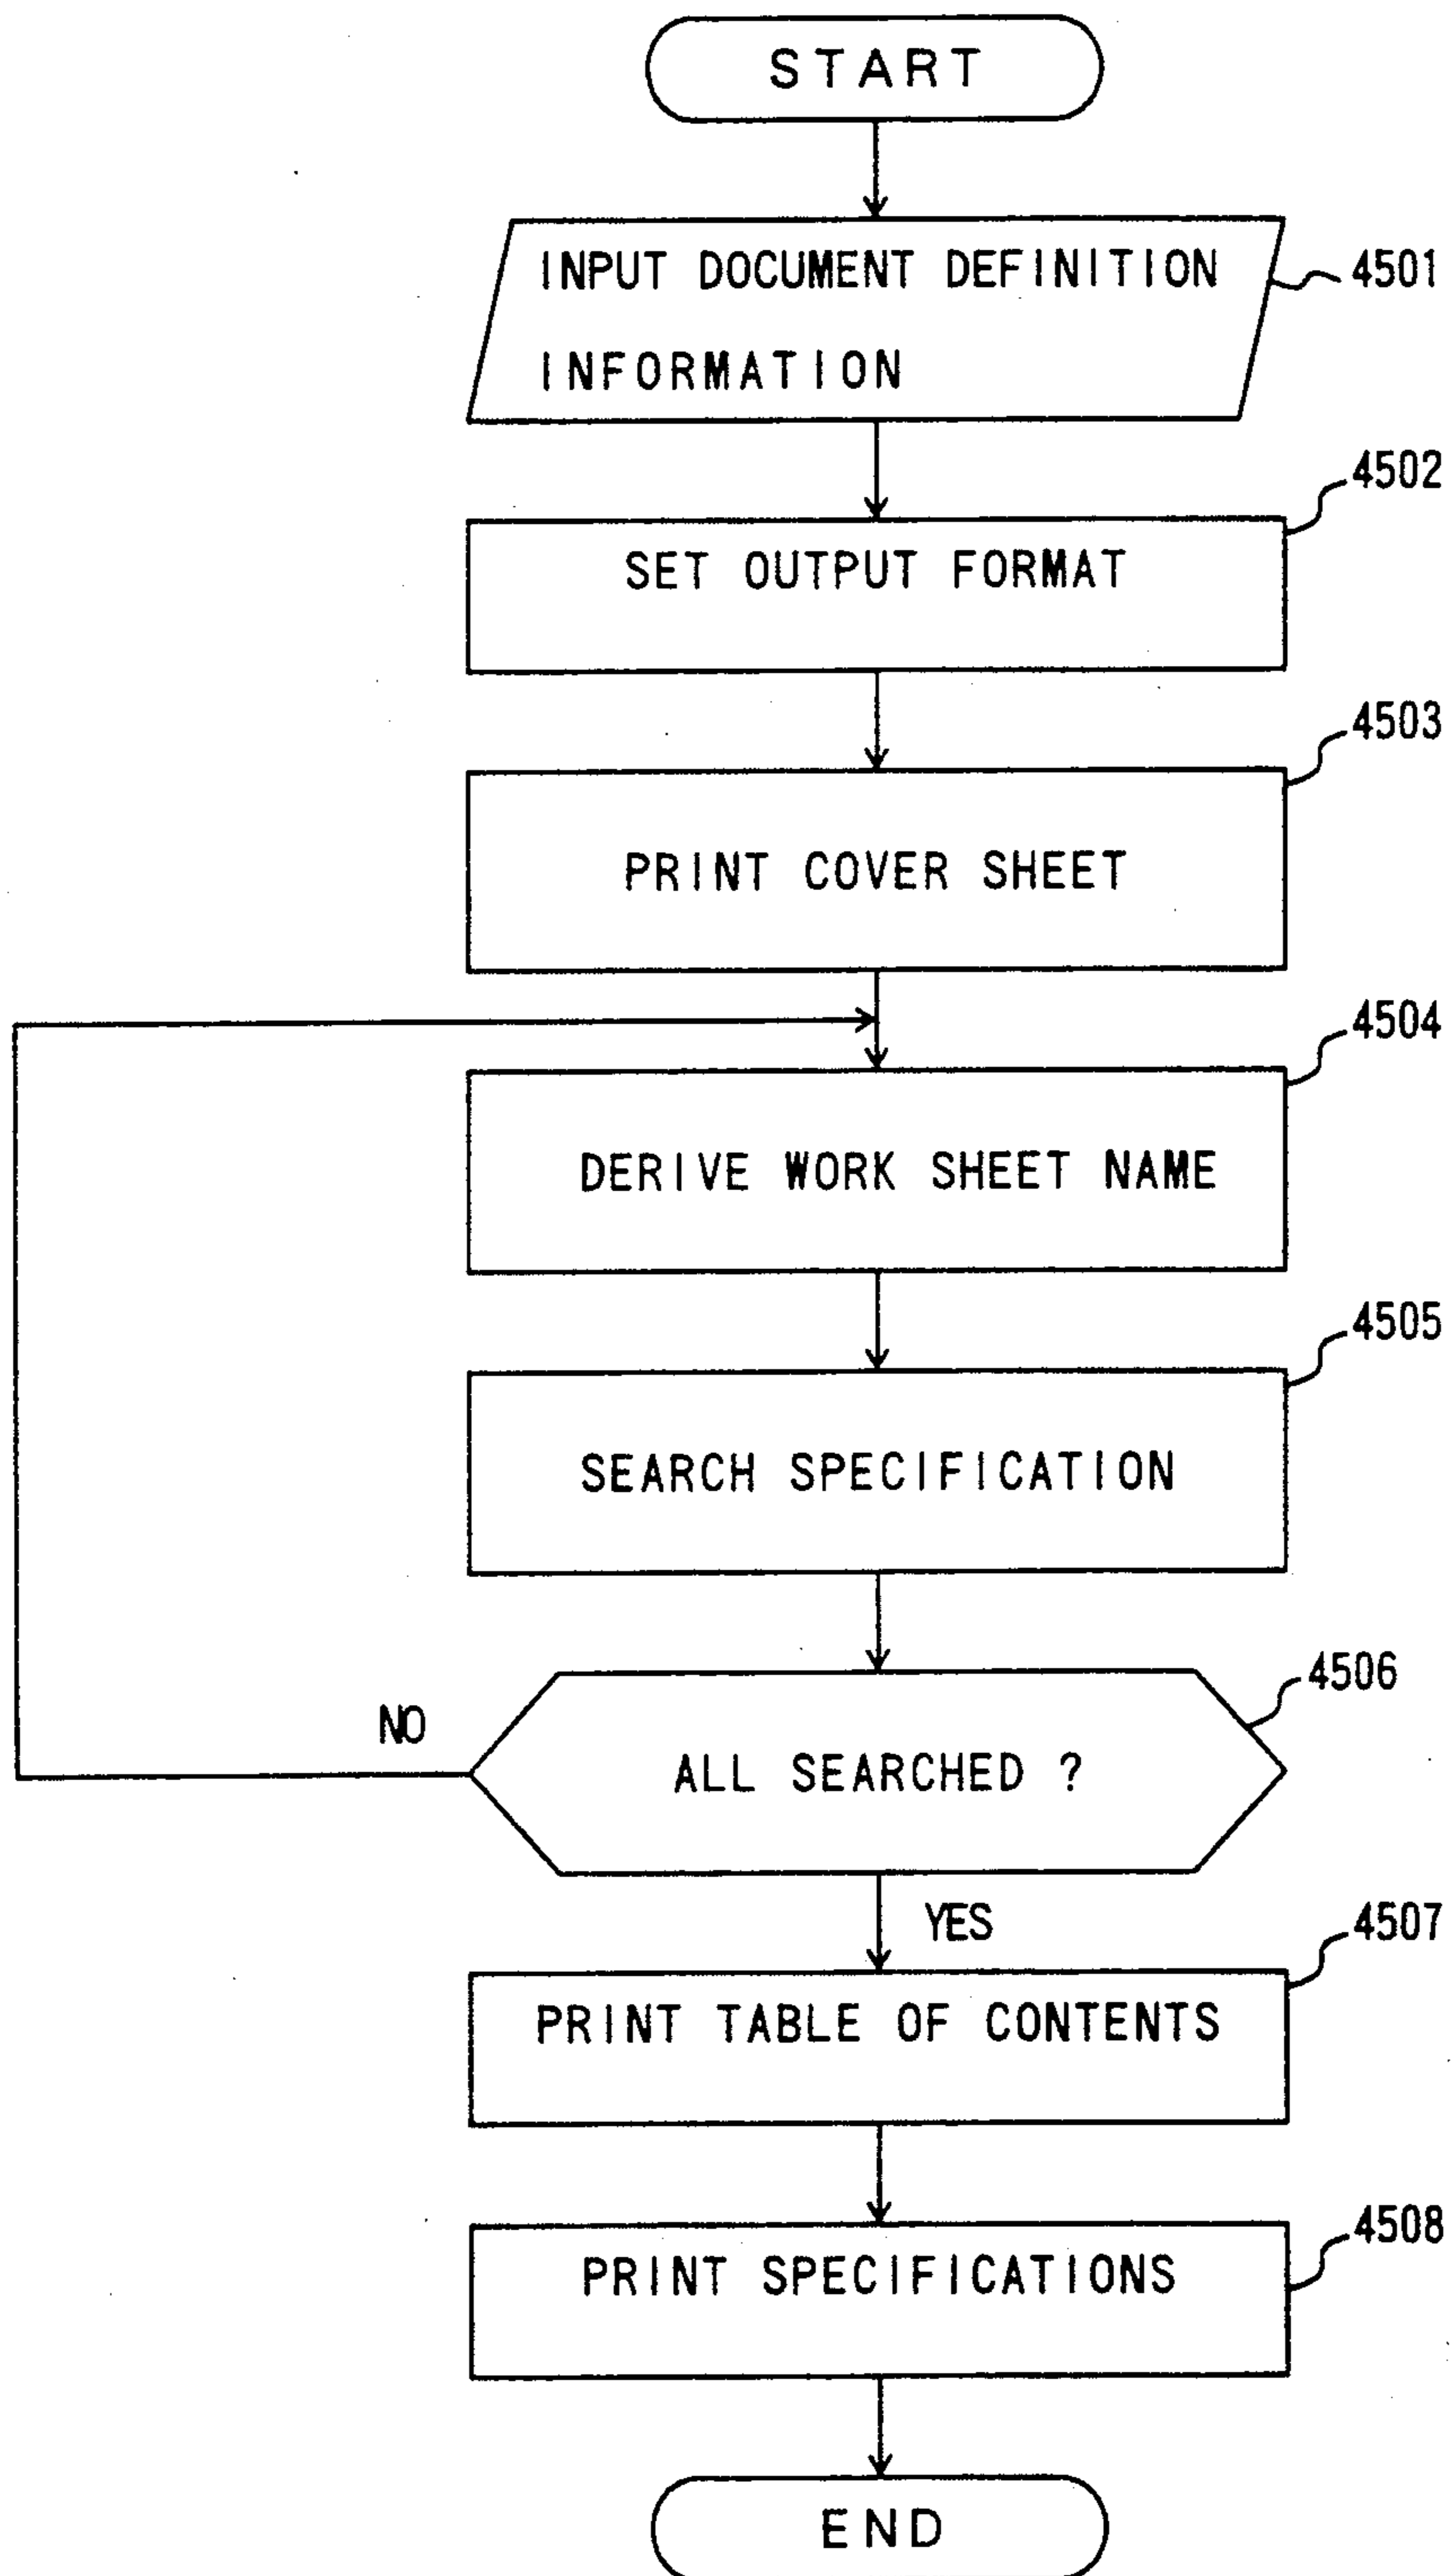 START
INPUT DOCUMENT DEFINITION
INFORMATION
4501
4502
SET OUTPUT FORMAT
4503
PRINT COVER SHEET
4504
DERIVE WORK SHEET NAME
4505
SEARCH SPECIFICATION
4506
NO
ALL SEARCHED ?
YES
4507
PRINT TABLE OF CONTENTS
4508
PRINT SPECIFICATIONS
END